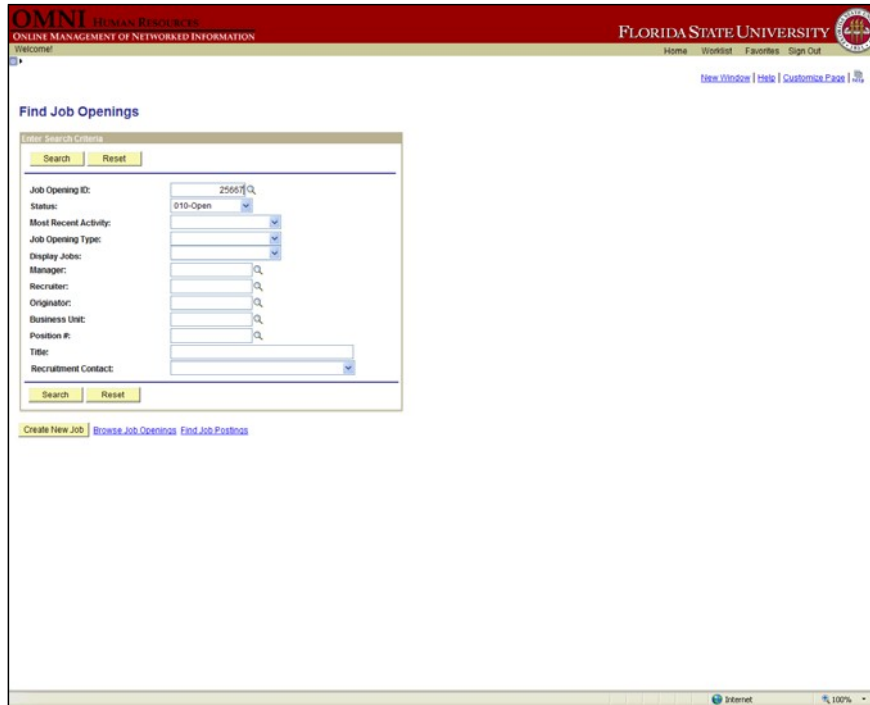 OMNI HUMAN RESOURCES
ONLINE MANAGEMENT OF NETWORKED INFORMATION
FLORIDA STATE UNIVERSITY
Welcome!
Home Worklist Favorites Sign Out
New Window | Help | Customize Page |
Find Job Openings
Enter Search Criteria
Search Reset
Job Opening ID: 25667
Status: 010-Open
Most Recent Activity:
Job Opening Type:
Display Jobs:
Manager:
Recruiter:
Originator:
Business Unit:
Position #:
Title:
Recruitment Contact:
Search Reset
Create New Job Browse Job Openings Find Job Postings
Internet 100%